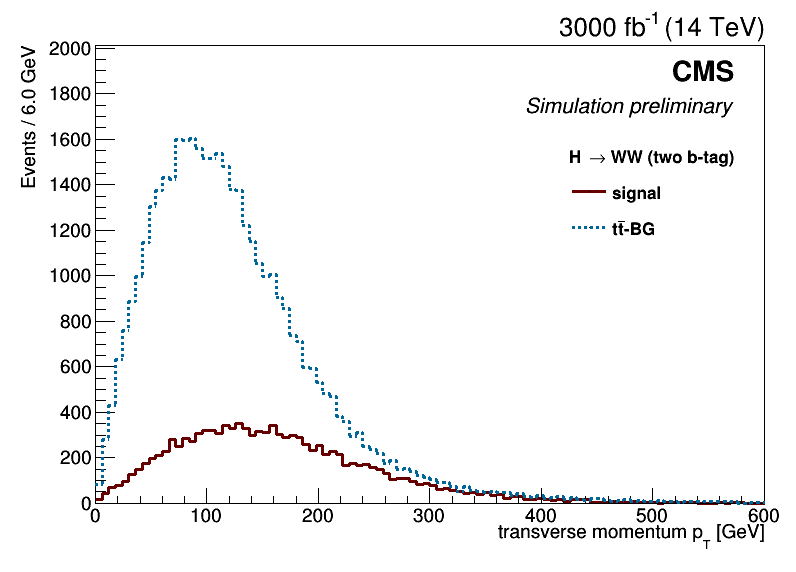 3000 fb-1 (14 TeV)
CMS
Simulation preliminary
H → WW (two b-tag)
signal
tt̄-BG
Events / 6.0 GeV
2000
1800
1600
1400
1200
1000
800
600
400
200
0
0 100 200 300 400 500 600
transverse momentum pT [GeV]